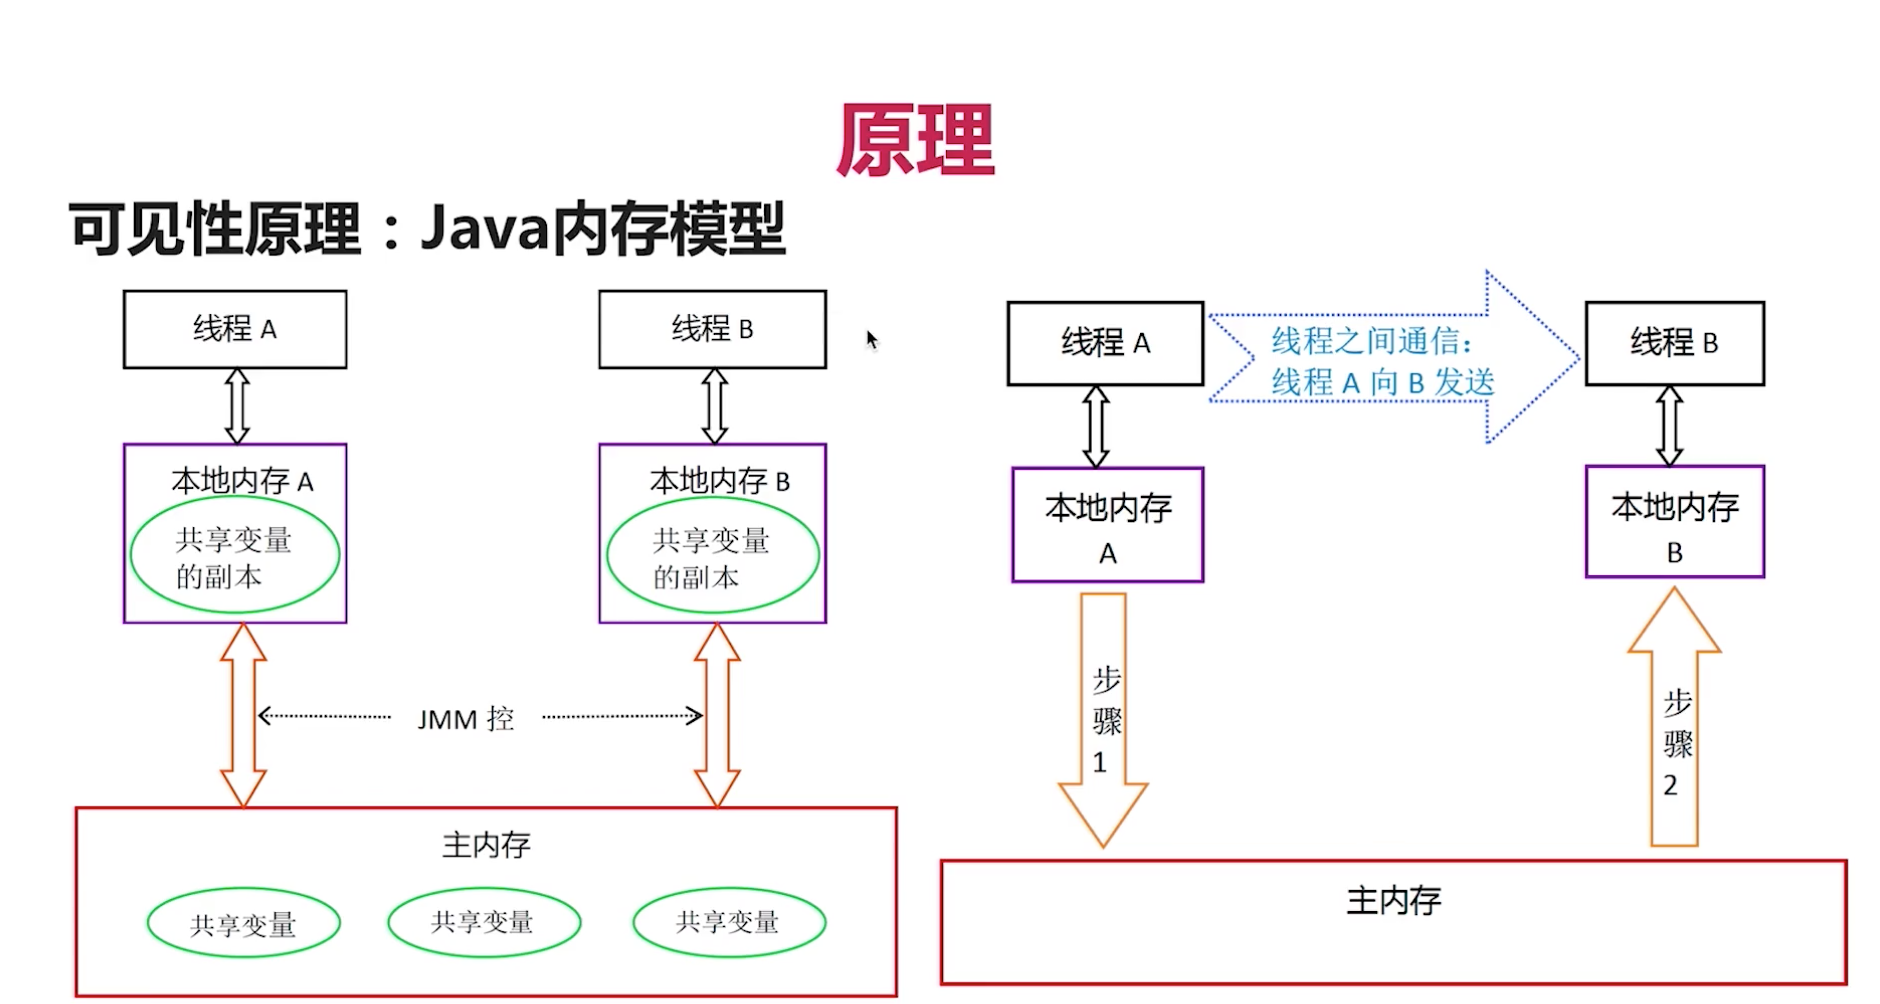 原理
可见性原理：Java内存模型
线程 A
线程 B
本地内存 A
共享变量
的副本
本地内存 B
共享变量
的副本
JMM 控
主内存
共享变量
共享变量
共享变量
线程 A
线程之间通信：
线程 A 向 B 发送
线程 B
本地内存
A
本地内存
B
步
骤
1
步
骤
2
主内存